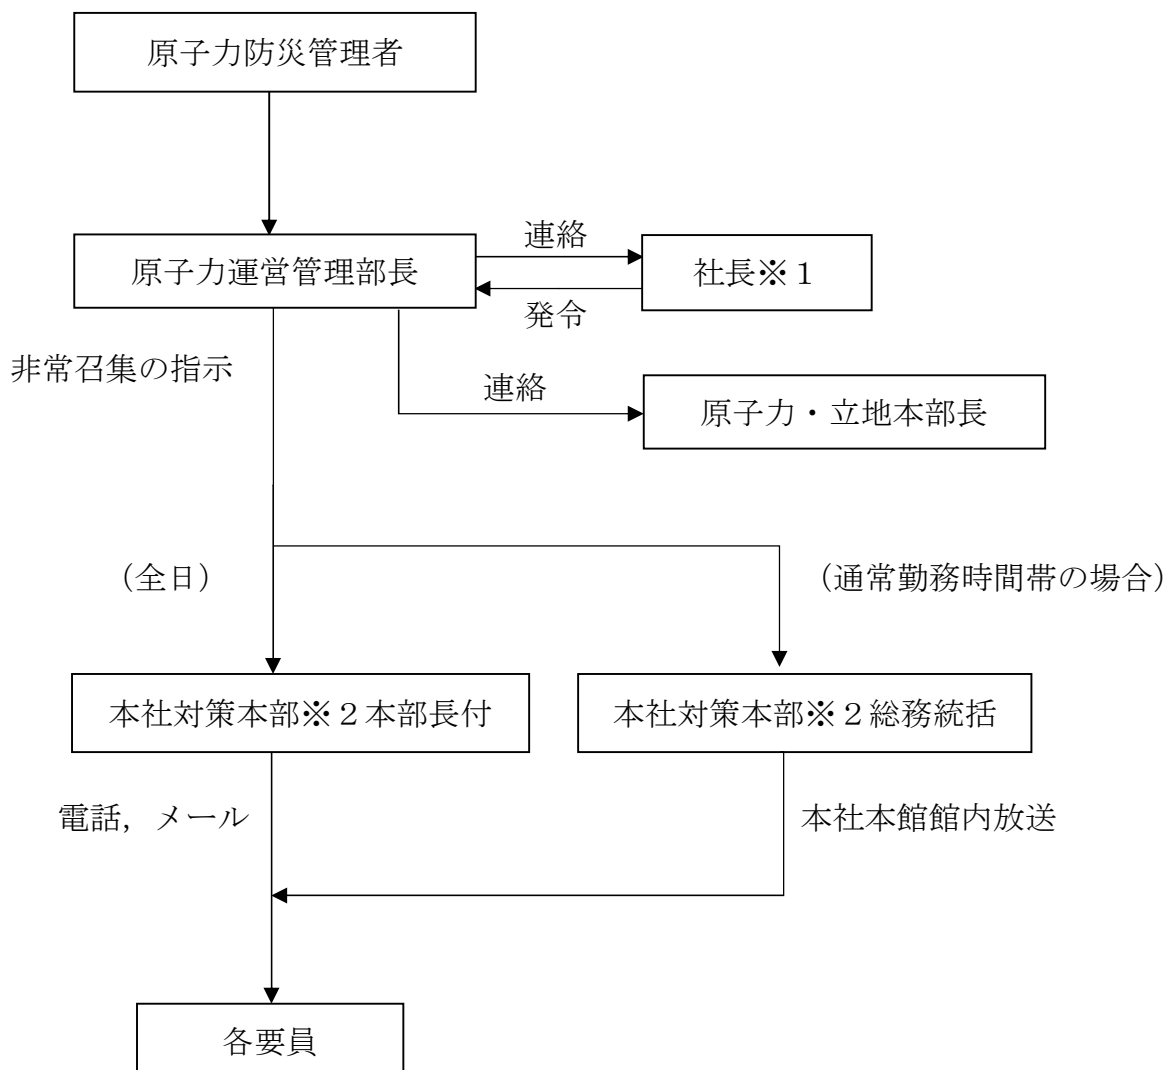 原子力防災管理者
連絡
原子力運営管理部長
社長※１
発令
非常召集の指示
連絡
原子力・立地本部長
（全日）
（通常勤務時間帯の場合）
本社対策本部※２本部長付
本社対策本部※２総務統括
電話，メール
本社本館館内放送
各要員